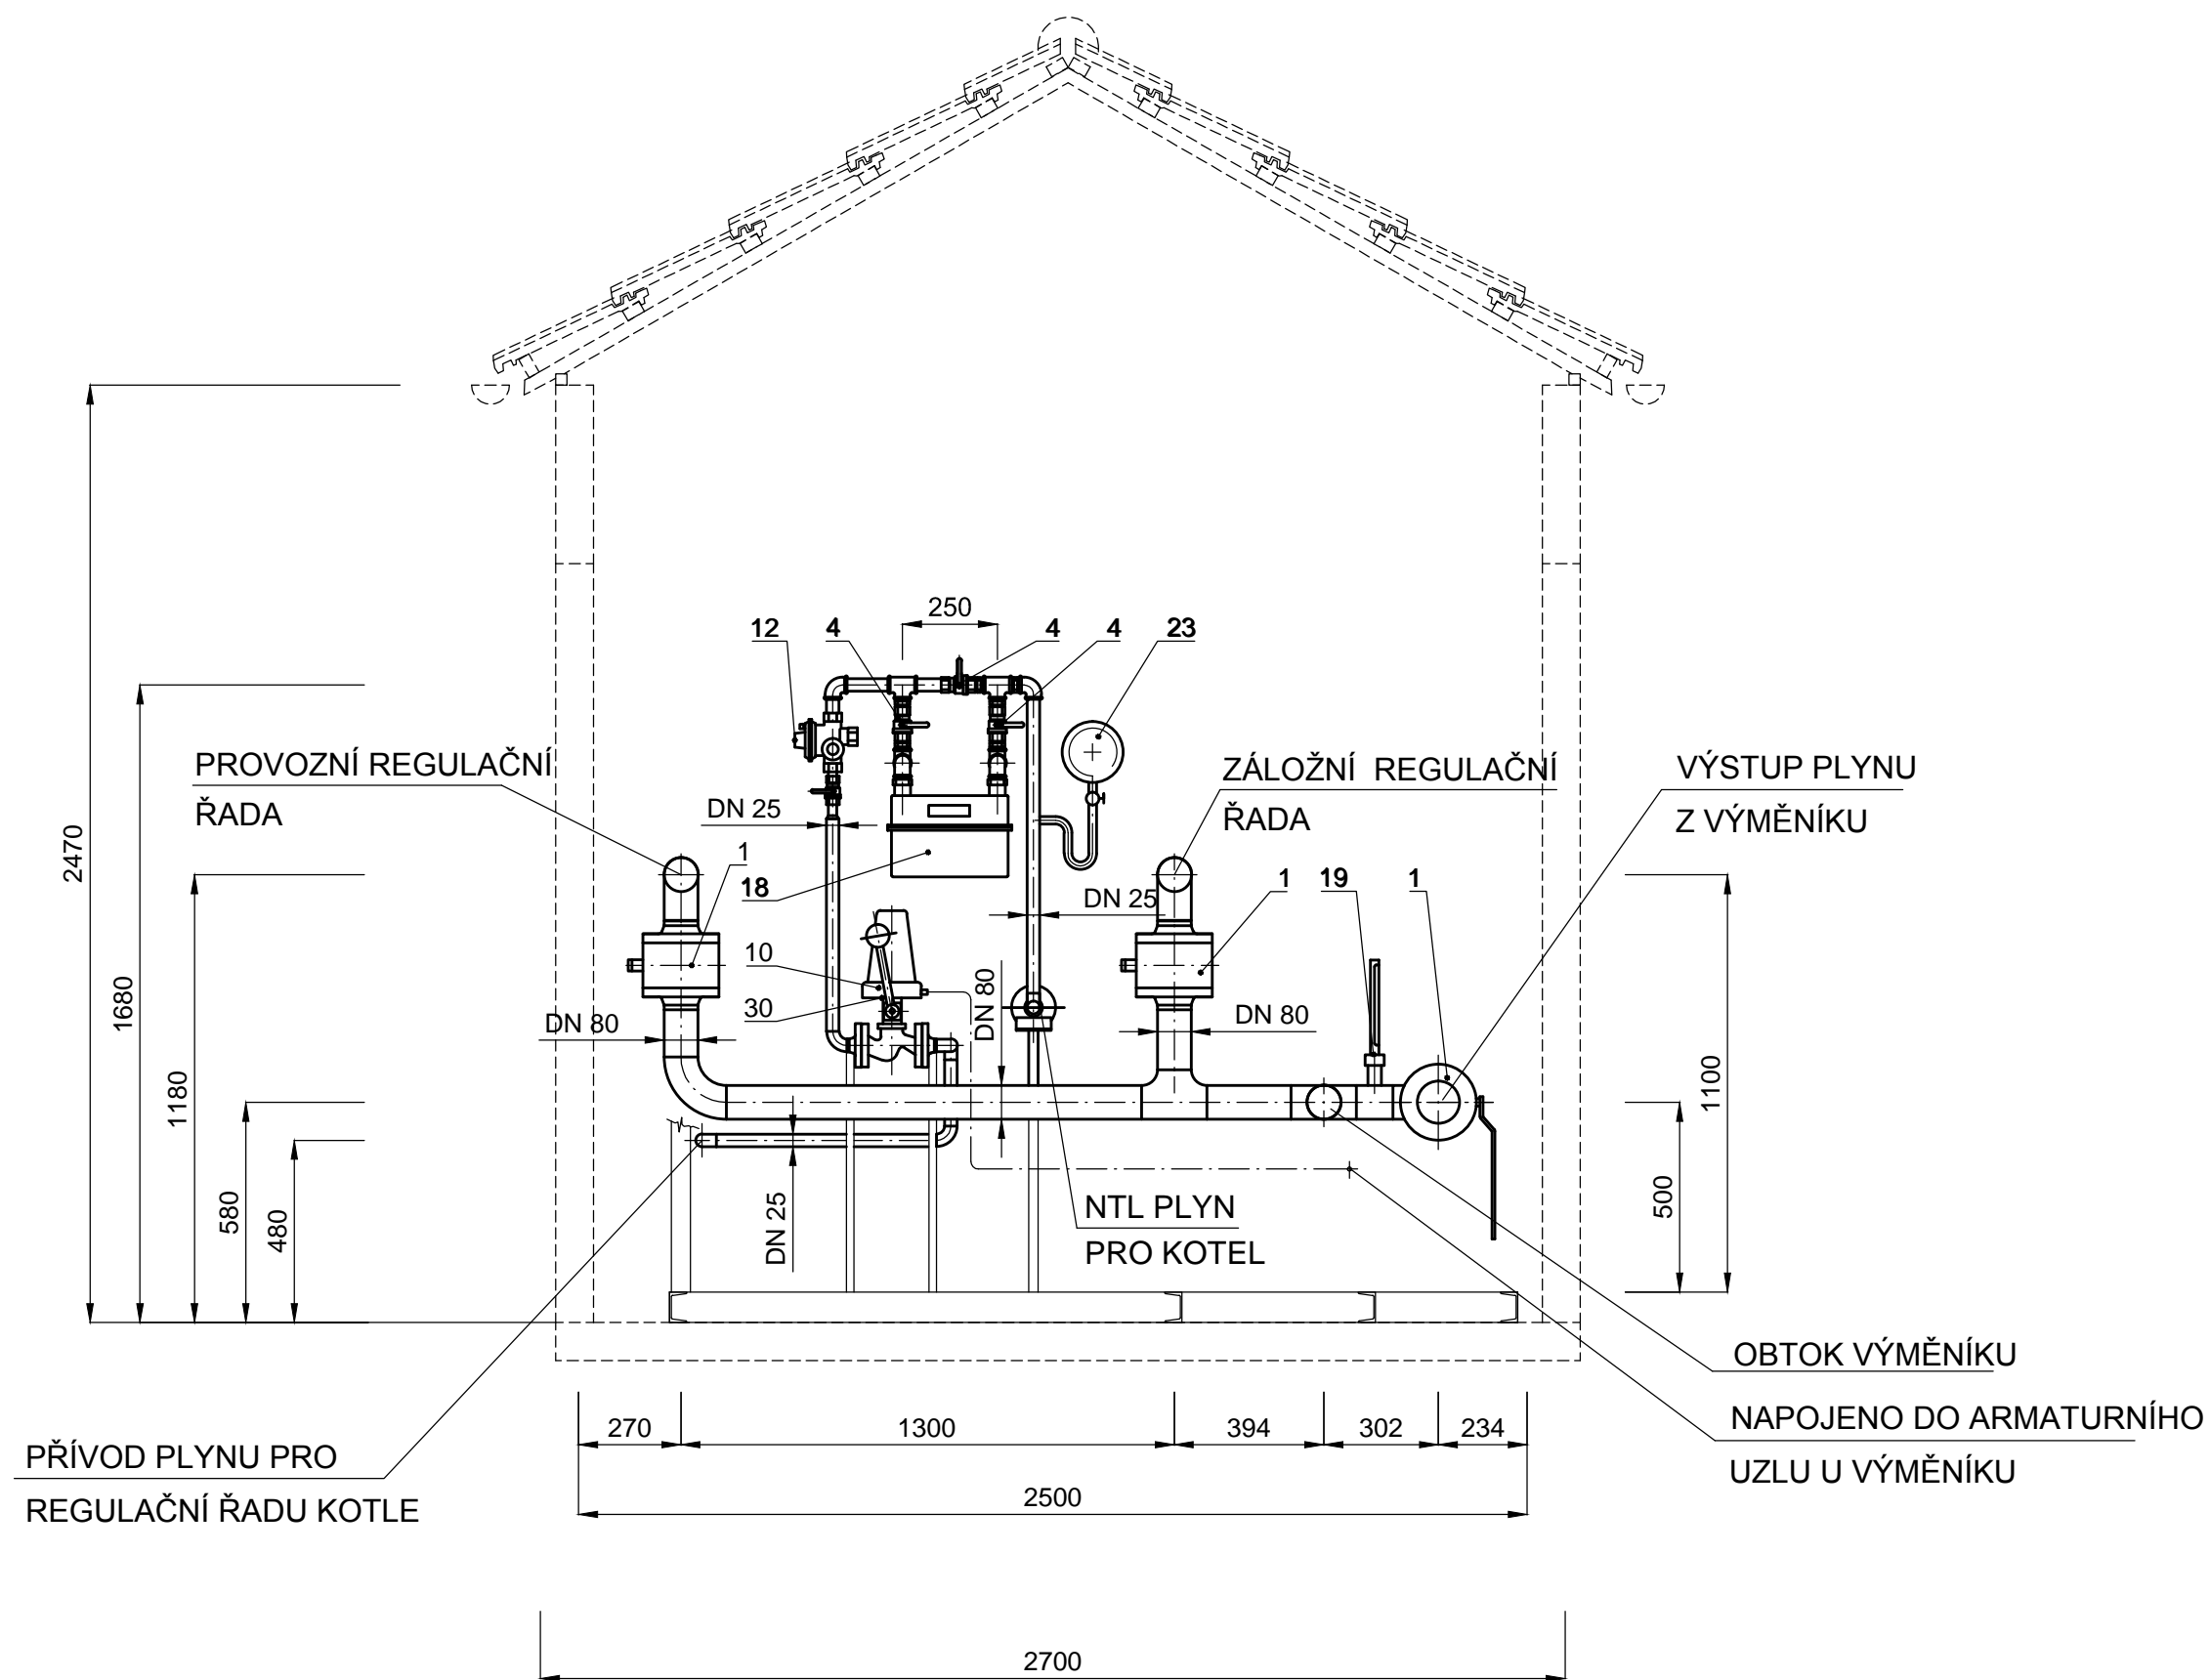 250
12
4
4
4
23
PROVOZNÍ REGULAČNÍ
ŘADA
ZÁLOŽNÍ REGULAČNÍ
ŘADA
VÝSTUP PLYNU
Z VÝMĚNÍKU
DN 25
1
18
DN 25
1
19
1
10
30
DN 80
DN 80
DN 80
2470
1680
1180
580
480
1100
500
DN 25
NTL PLYN
PRO KOTEL
OBTOK VÝMĚNÍKU
NAPOJENO DO ARMATURNÍHO
UZLU U VÝMĚNÍKU
PŘÍVOD PLYNU PRO
REGULAČNÍ ŘADU KOTLE
270
1300
394
302
234
2500
2700